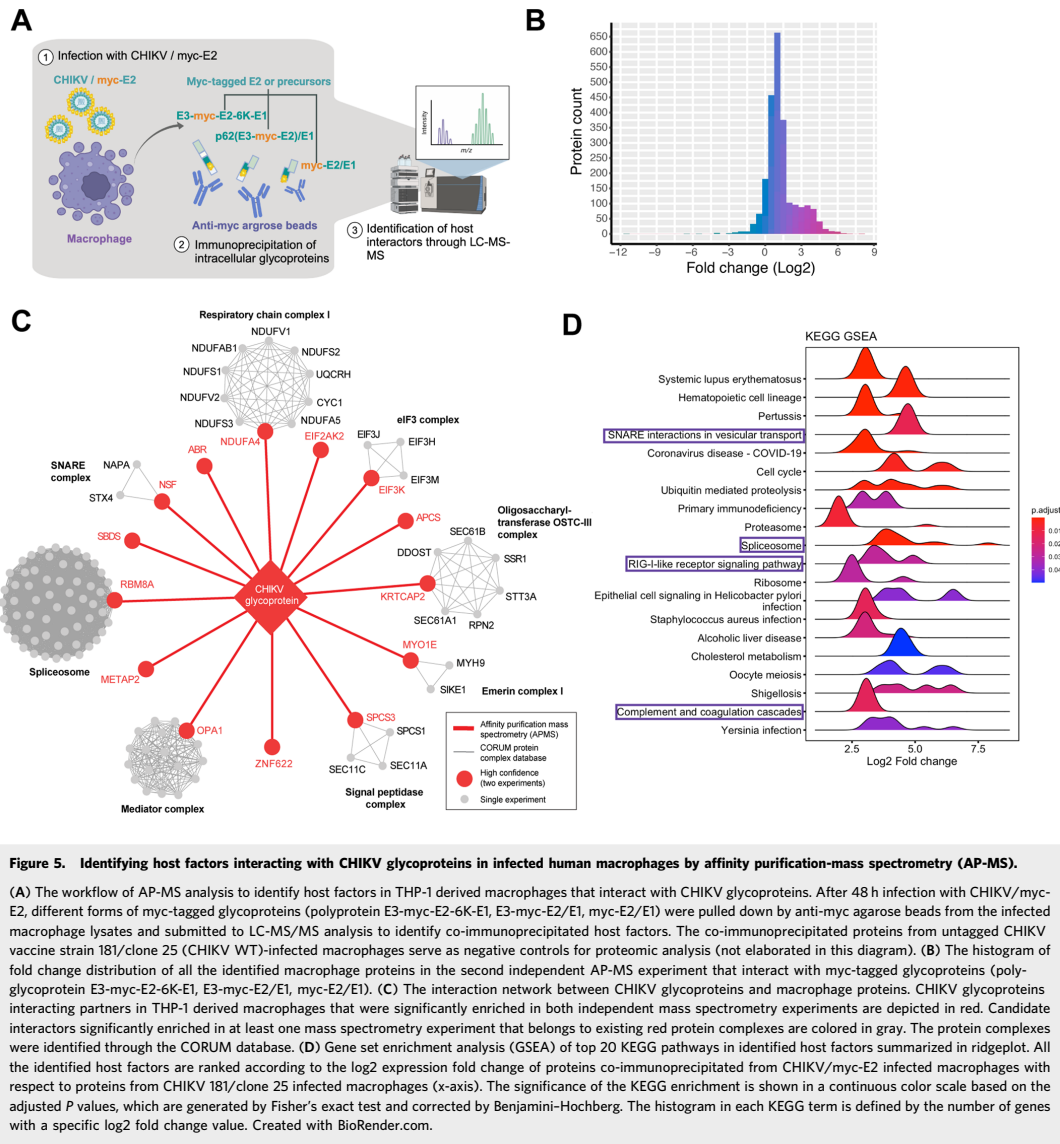 A
1 Infection with CHIKV / myc-E2
CHIKV / myc-E2
Myc-tagged E2 or precursors
E3-myc-E2-6K-E1
p62(E3-myc-E2)/E1
myc-E2/E1
Macrophage
Anti-myc argrose beads
2 Immunoprecipitation of
intracellular glycoproteins
Intensity
m/z
3 Identification of host
interactors through LC-MS-
MS
B
Protein count
650
600
550
500
450
400
350
300
250
200
150
100
50
0
−12 −9 −6 −3 0 3 6 9
Fold change (Log2)
C
Respiratory chain complex I
NDUFV1
NDUFAB1
NDUFS2
NDUFS1
UQCRH
NDUFV2
CYC1
NDUFS3
NDUFA5
NDUFA4
eIF3 complex
EIF2AK2
EIF3J
EIF3H
EIF3M
EIF3K
ABR
SNARE
complex
NAPA
STX4
NSF
APCS
Oligosaccharyl-
transferase OSTC-III
complex
SEC61B
DDOST
SSR1
STT3A
KRTCAP2
SEC61A1
RPN2
SBDS
RBM8A
Spliceosome
CHIKV
glycoprotein
MYO1E
MYH9
SIKE1
Emerin complex I
METAP2
OPA1
Mediator complex
ZNF622
SPCS3
SPCS1
SEC11C
SEC11A
Signal peptidase
complex
Affinity purification mass
spectrometry (APMS)
CORUM protein
complex database
High confidence
(two experiments)
Single experiment
D
KEGG GSEA
Systemic lupus erythematosus
Hematopoietic cell lineage
Pertussis
SNARE interactions in vesicular transport
Coronavirus disease - COVID-19
Cell cycle
Ubiquitin mediated proteolysis
Primary immunodeficiency
Proteasome
Spliceosome
RIG-I-like receptor signaling pathway
Ribosome
Epithelial cell signaling in Helicobacter pylori
infection
Staphylococcus aureus infection
Alcoholic liver disease
Cholesterol metabolism
Oocyte meiosis
Shigellosis
Complement and coagulation cascades
Yersinia infection
2.5 5.0 7.5
Log2 Fold change
p.adjust
0.01
0.02
0.03
0.04
Figure 5. Identifying host factors interacting with CHIKV glycoproteins in infected human macrophages by affinity purification-mass spectrometry (AP-MS).
(A) The workflow of AP-MS analysis to identify host factors in THP-1 derived macrophages that interact with CHIKV glycoproteins. After 48 h infection with CHIKV/myc-
E2, different forms of myc-tagged glycoproteins (polyprotein E3-myc-E2-6K-E1, E3-myc-E2/E1, myc-E2/E1) were pulled down by anti-myc agarose beads from the infected
macrophage lysates and submitted to LC-MS/MS analysis to identify co-immunoprecipitated host factors. The co-immunoprecipitated proteins from untagged CHIKV
vaccine strain 181/clone 25 (CHIKV WT)-infected macrophages serve as negative controls for proteomic analysis (not elaborated in this diagram). (B) The histogram of
fold change distribution of all the identified macrophage proteins in the second independent AP-MS experiment that interact with myc-tagged glycoproteins (poly-
glycoprotein E3-myc-E2-6K-E1, E3-myc-E2/E1, myc-E2/E1). (C) The interaction network between CHIKV glycoproteins and macrophage proteins. CHIKV glycoproteins
interacting partners in THP-1 derived macrophages that were significantly enriched in both independent mass spectrometry experiments are depicted in red. Candidate
interactors significantly enriched in at least one mass spectrometry experiment that belongs to existing red protein complexes are colored in gray. The protein complexes
were identified through the CORUM database. (D) Gene set enrichment analysis (GSEA) of top 20 KEGG pathways in identified host factors summarized in ridgeplot. All
the identified host factors are ranked according to the log2 expression fold change of proteins co-immunoprecipitated from CHIKV/myc-E2 infected macrophages with
respect to proteins from CHIKV 181/clone 25 infected macrophages (x-axis). The significance of the KEGG enrichment is shown in a continuous color scale based on the
adjusted P values, which are generated by Fisher's exact test and corrected by Benjamini–Hochberg. The histogram in each KEGG term is defined by the number of genes
with a specific log2 fold change value. Created with BioRender.com.